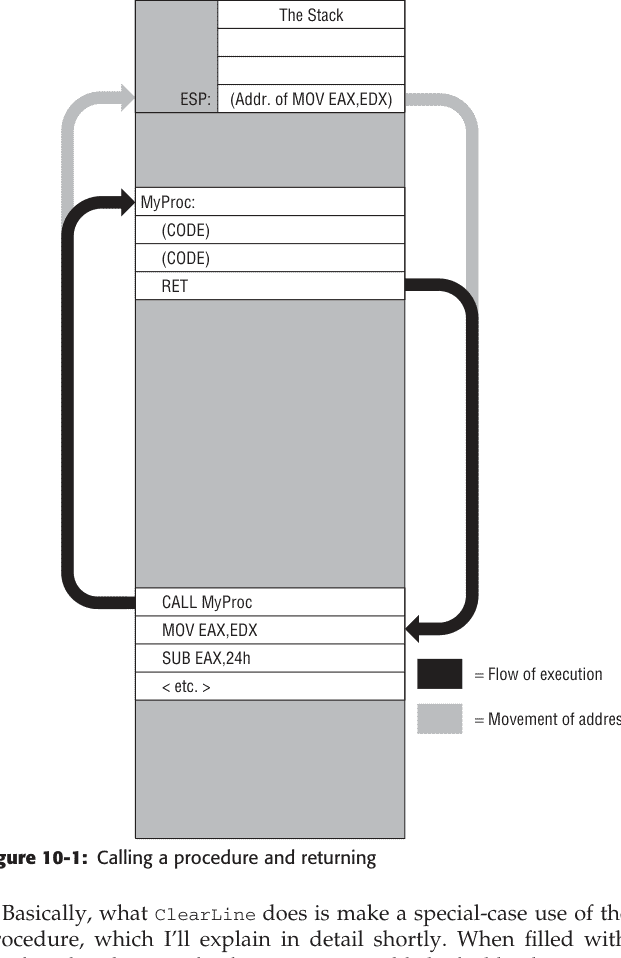 The Stack
ESP: (Addr. of MOV EAX,EDX)
MyProc:
(CODE)
(CODE)
RET
CALL MyProc
MOV EAX,EDX
SUB EAX,24h
< etc. >
= Flow of execution
= Movement of addres
gure 10-1: Calling a procedure and returning
Basically, what ClearLine does is make a special-case use of the
rocedure, which I'll explain in detail shortly. When filled with